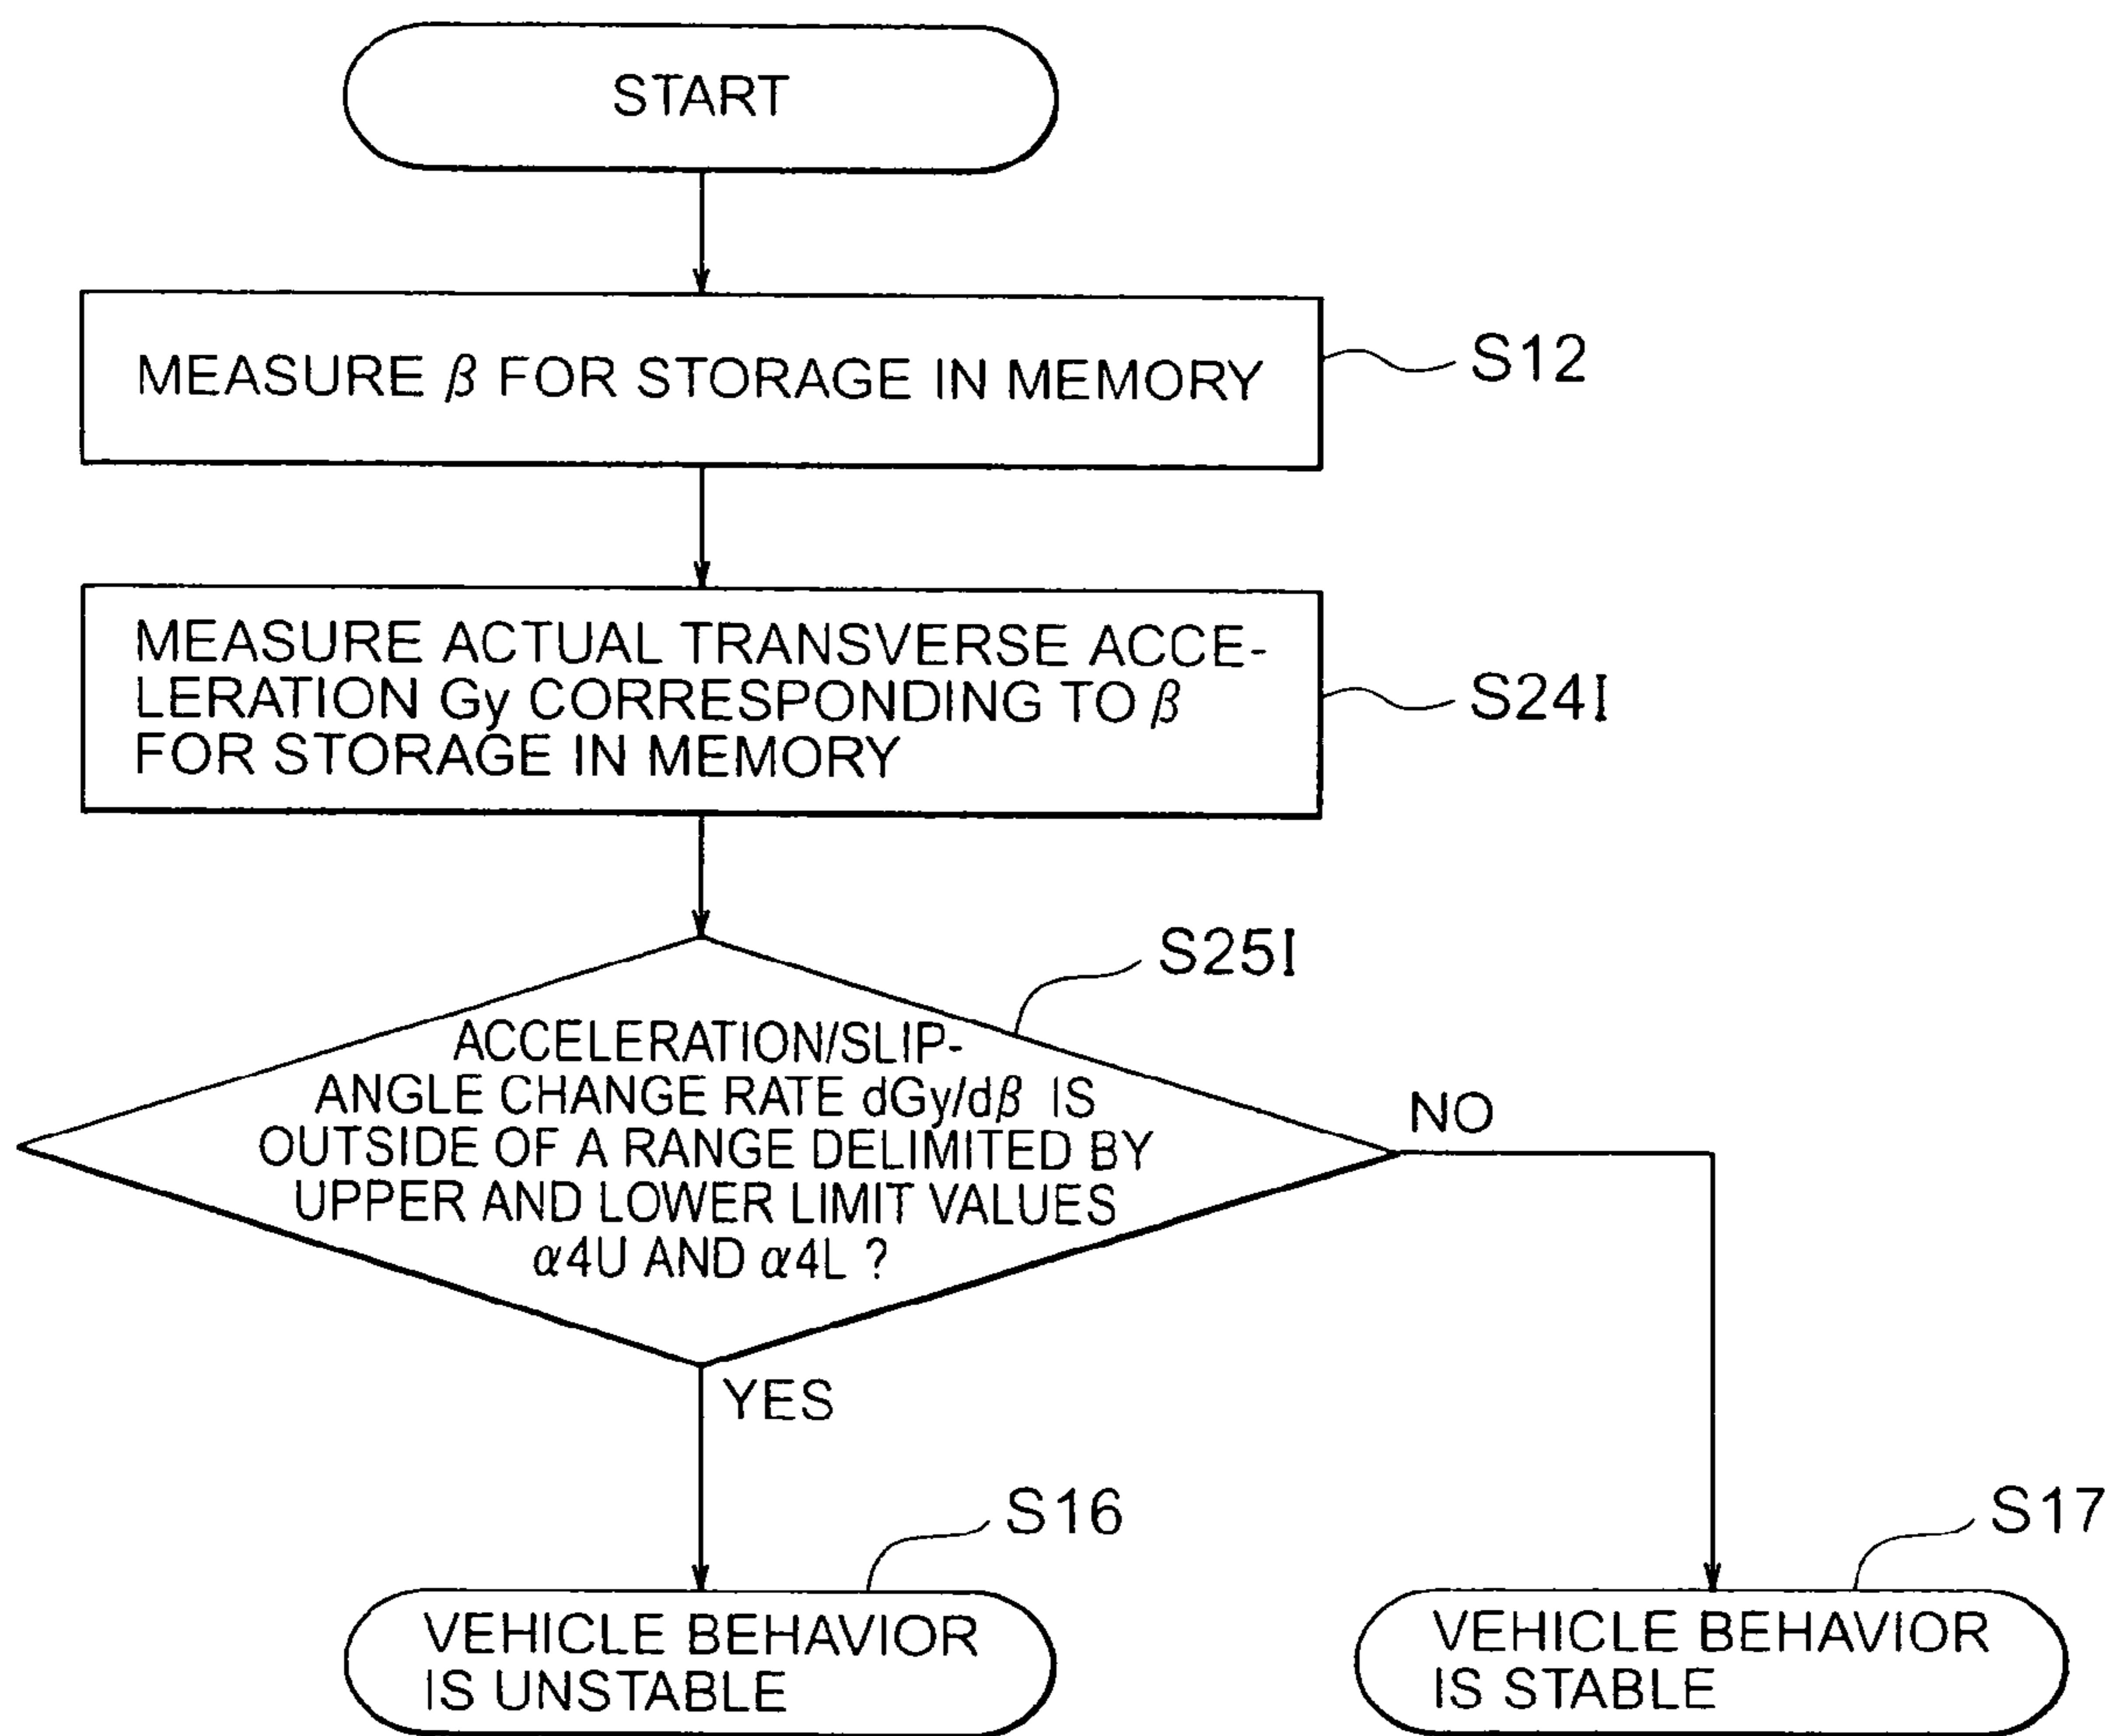 START
MEASURE β FOR STORAGE IN MEMORY
S12
MEASURE ACTUAL TRANSVERSE ACCE-
LERATION Gy CORRESPONDING TO β
FOR STORAGE IN MEMORY
S24I
S25I
ACCELERATION/SLIP-
ANGLE CHANGE RATE dGy/dβ IS
OUTSIDE OF A RANGE DELIMITED BY
UPPER AND LOWER LIMIT VALUES
α4U AND α4L ?
NO
YES
S16
VEHICLE BEHAVIOR
IS UNSTABLE
S17
VEHICLE BEHAVIOR
IS STABLE